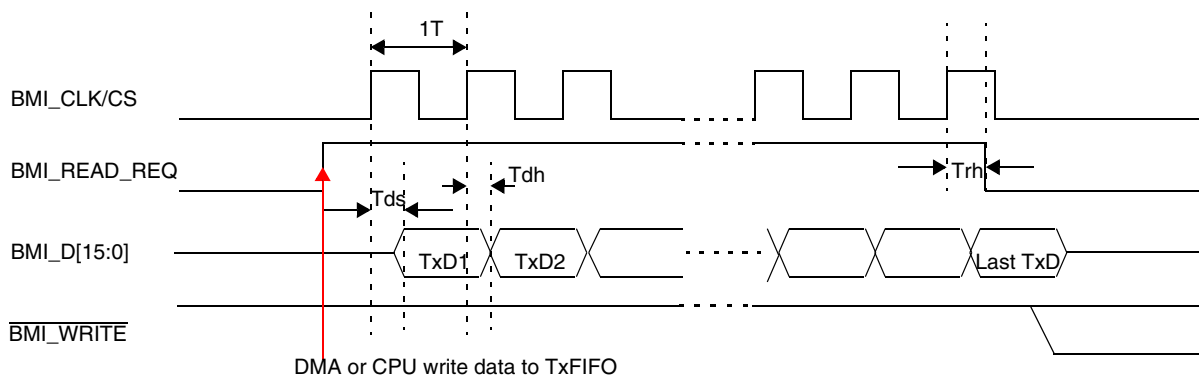 1T
BMI_CLK/CS
BMI_READ_REQ
Tds
Tdh
Trh
BMI_D[15:0]
TxD1
TxD2
Last TxD
BMI_WRITE
DMA or CPU write data to TxFIFO